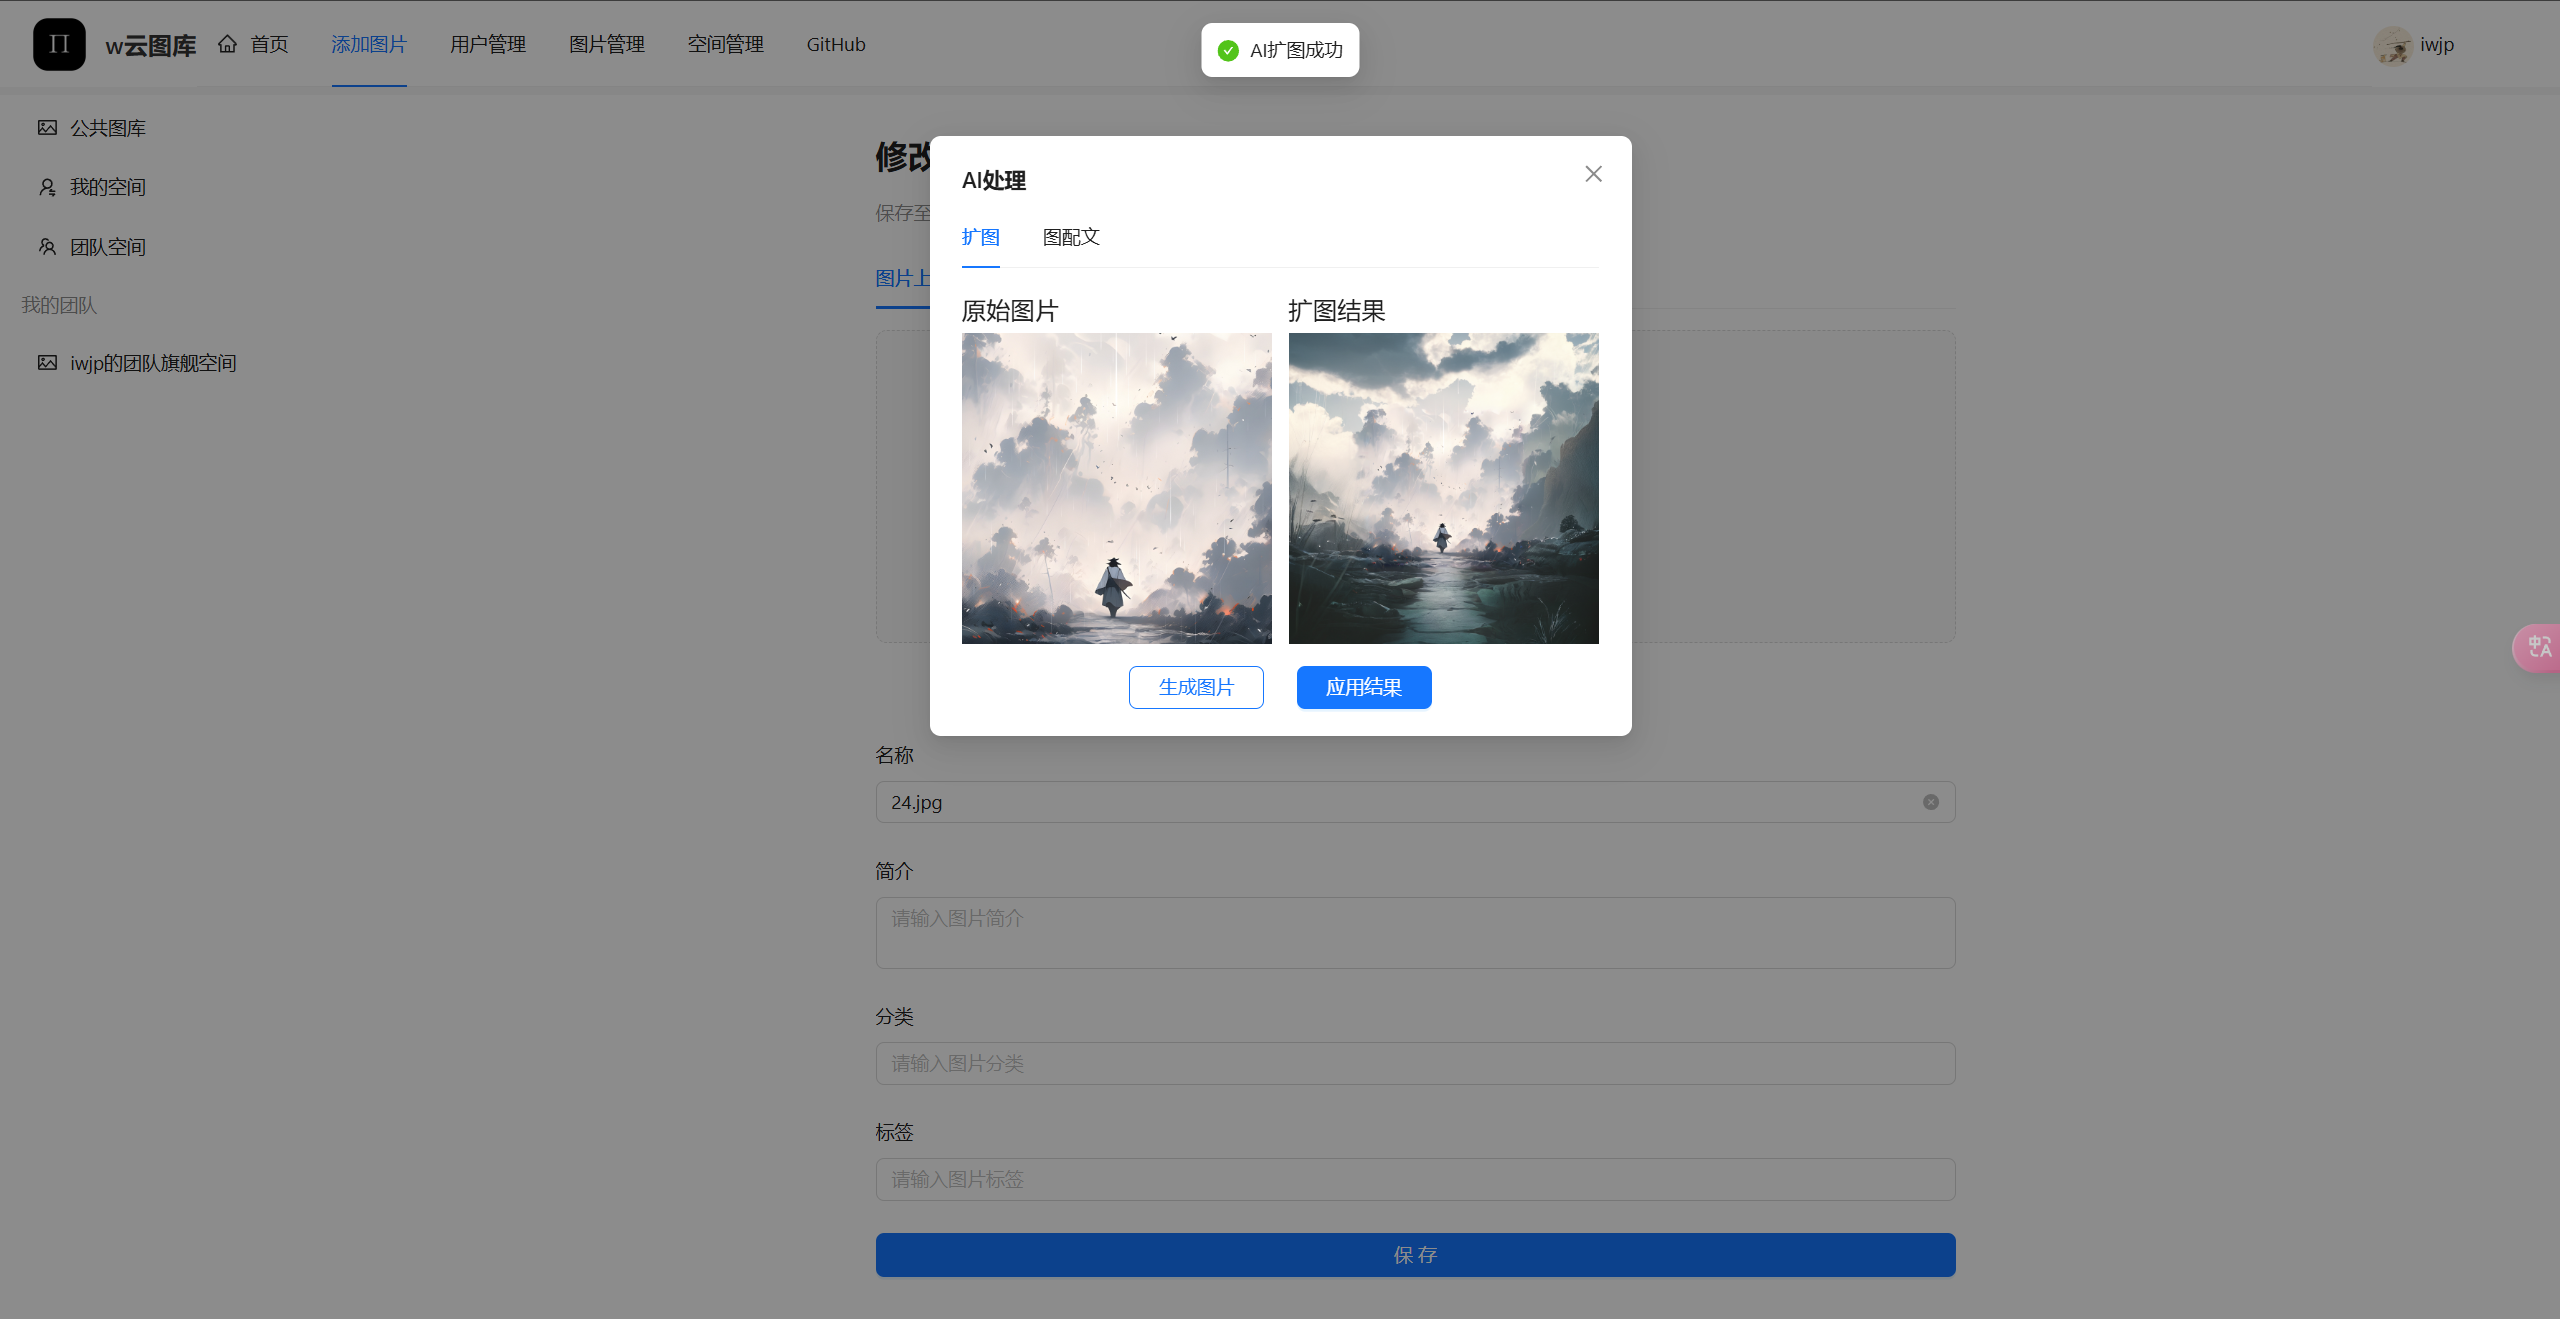 Π w云图库 首页 添加图片 用户管理 图片管理 空间管理 GitHub
AI扩图成功
iwjp
公共图库
我的空间
团队空间
我的团队
iwjp的团队旗舰空间
修改
保存至
图片上
AI处理
扩图 图配文
原始图片 扩图结果
生成图片 应用结果
名称
24.jpg
简介
请输入图片简介
分类
请输入图片分类
标签
请输入图片标签
保 存
中A